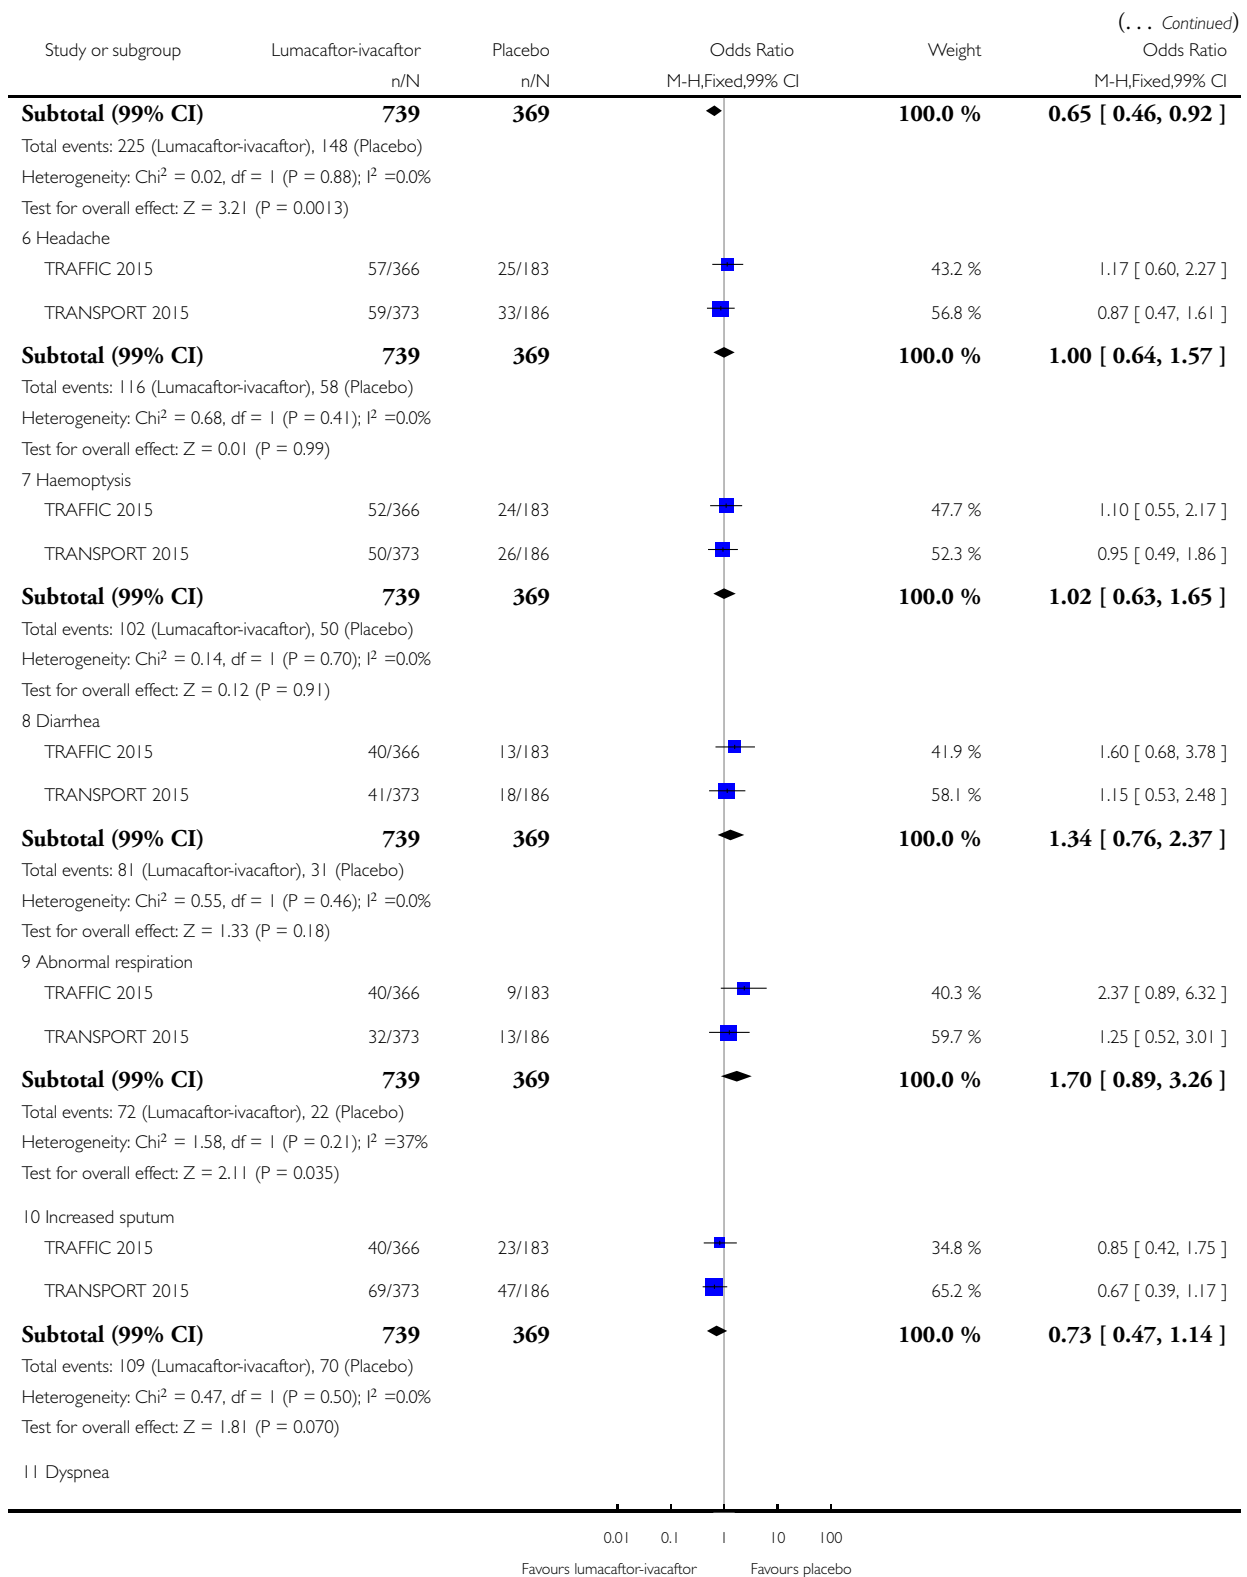 (... Continued)
Study or subgroup Lumacaftor-ivacaftor Placebo Odds Ratio Weight Odds Ratio
n/N n/N M-H,Fixed,99% CI M-H,Fixed,99% CI
Subtotal (99% CI) 739 369 100.0 % 0.65 [ 0.46, 0.92 ]
Total events: 225 (Lumacaftor-ivacaftor), 148 (Placebo)
Heterogeneity: Chi² = 0.02, df = 1 (P = 0.88); I² =0.0%
Test for overall effect: Z = 3.21 (P = 0.0013)
6 Headache
TRAFFIC 2015 57/366 25/183 43.2 % 1.17 [ 0.60, 2.27 ]
TRANSPORT 2015 59/373 33/186 56.8 % 0.87 [ 0.47, 1.61 ]
Subtotal (99% CI) 739 369 100.0 % 1.00 [ 0.64, 1.57 ]
Total events: 116 (Lumacaftor-ivacaftor), 58 (Placebo)
Heterogeneity: Chi² = 0.68, df = 1 (P = 0.41); I² =0.0%
Test for overall effect: Z = 0.01 (P = 0.99)
7 Haemoptysis
TRAFFIC 2015 52/366 24/183 47.7 % 1.10 [ 0.55, 2.17 ]
TRANSPORT 2015 50/373 26/186 52.3 % 0.95 [ 0.49, 1.86 ]
Subtotal (99% CI) 739 369 100.0 % 1.02 [ 0.63, 1.65 ]
Total events: 102 (Lumacaftor-ivacaftor), 50 (Placebo)
Heterogeneity: Chi² = 0.14, df = 1 (P = 0.70); I² =0.0%
Test for overall effect: Z = 0.12 (P = 0.91)
8 Diarrhea
TRAFFIC 2015 40/366 13/183 41.9 % 1.60 [ 0.68, 3.78 ]
TRANSPORT 2015 41/373 18/186 58.1 % 1.15 [ 0.53, 2.48 ]
Subtotal (99% CI) 739 369 100.0 % 1.34 [ 0.76, 2.37 ]
Total events: 81 (Lumacaftor-ivacaftor), 31 (Placebo)
Heterogeneity: Chi² = 0.55, df = 1 (P = 0.46); I² =0.0%
Test for overall effect: Z = 1.33 (P = 0.18)
9 Abnormal respiration
TRAFFIC 2015 40/366 9/183 40.3 % 2.37 [ 0.89, 6.32 ]
TRANSPORT 2015 32/373 13/186 59.7 % 1.25 [ 0.52, 3.01 ]
Subtotal (99% CI) 739 369 100.0 % 1.70 [ 0.89, 3.26 ]
Total events: 72 (Lumacaftor-ivacaftor), 22 (Placebo)
Heterogeneity: Chi² = 1.58, df = 1 (P = 0.21); I² =37%
Test for overall effect: Z = 2.11 (P = 0.035)
10 Increased sputum
TRAFFIC 2015 40/366 23/183 34.8 % 0.85 [ 0.42, 1.75 ]
TRANSPORT 2015 69/373 47/186 65.2 % 0.67 [ 0.39, 1.17 ]
Subtotal (99% CI) 739 369 100.0 % 0.73 [ 0.47, 1.14 ]
Total events: 109 (Lumacaftor-ivacaftor), 70 (Placebo)
Heterogeneity: Chi² = 0.47, df = 1 (P = 0.50); I² =0.0%
Test for overall effect: Z = 1.81 (P = 0.070)
11 Dyspnea
0.01 0.1 1 10 100
Favours lumacaftor-ivacaftor Favours placebo